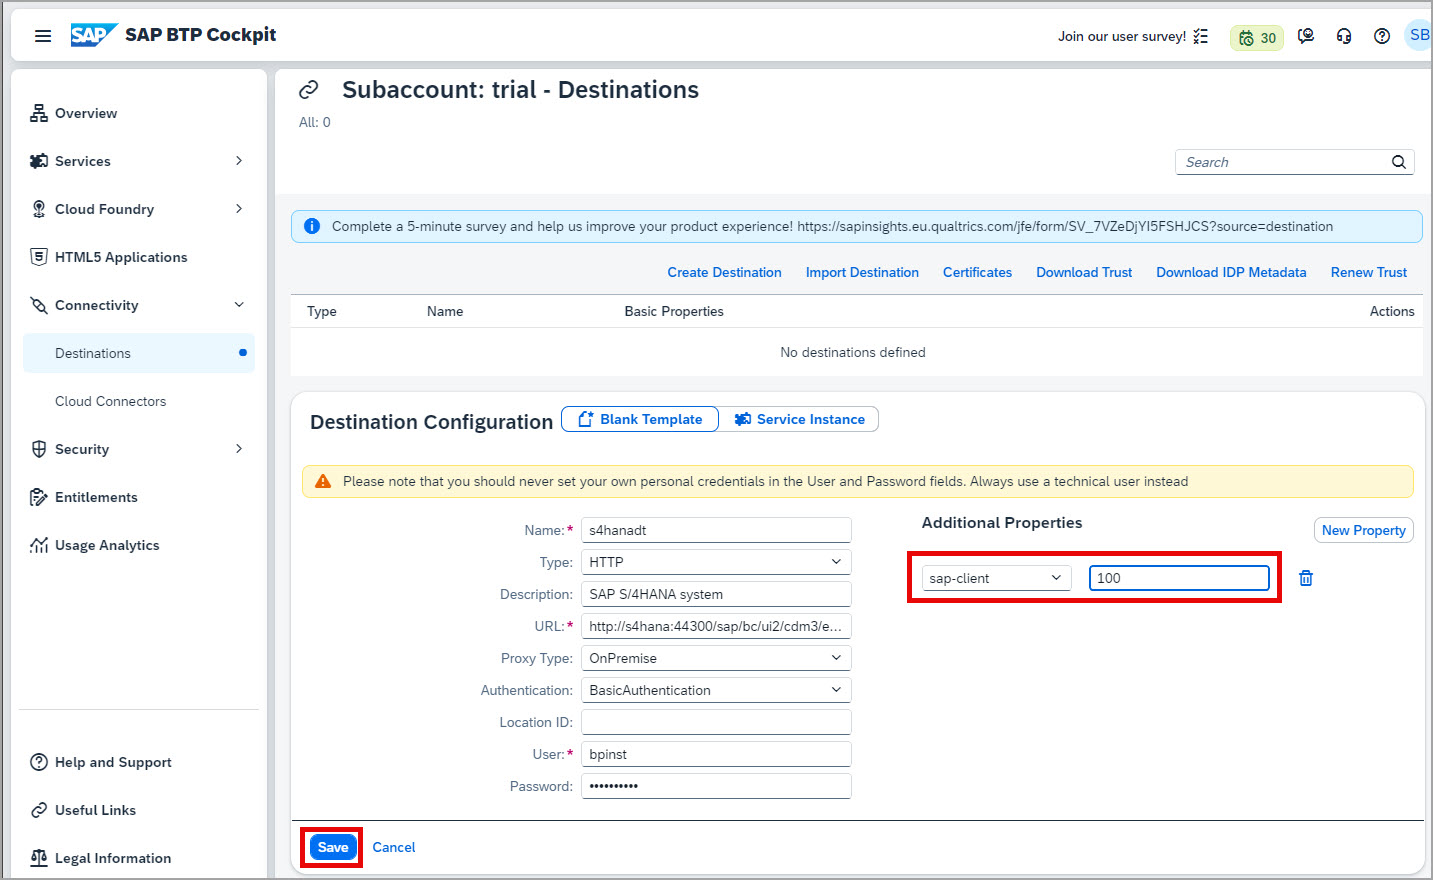 SAP SAP BTP Cockpit
Join our user survey!
30
SB
Overview
Services
Cloud Foundry
HTML5 Applications
Connectivity
Destinations
Cloud Connectors
Security
Entitlements
Usage Analytics
Help and Support
Useful Links
Legal Information
Subaccount: trial - Destinations
All: 0
Search
Complete a 5-minute survey and help us improve your product experience! https://sapinsights.eu.qualtrics.com/jfe/form/SV_7VZeDjYI5FSHJCS?source=destination
Create Destination Import Destination Certificates Download Trust Download IDP Metadata Renew Trust
Type Name Basic Properties Actions
No destinations defined
Destination Configuration Blank Template Service Instance
Please note that you should never set your own personal credentials in the User and Password fields. Always use a technical user instead
Name:* s4hanadt
Type: HTTP
Description: SAP S/4HANA system
URL:* http://s4hana:44300/sap/bc/ui2/cdm3/e...
Proxy Type: OnPremise
Authentication: BasicAuthentication
Location ID:
User:* bpinst
Password: ••••••••••
Additional Properties
New Property
sap-client 100
Save Cancel